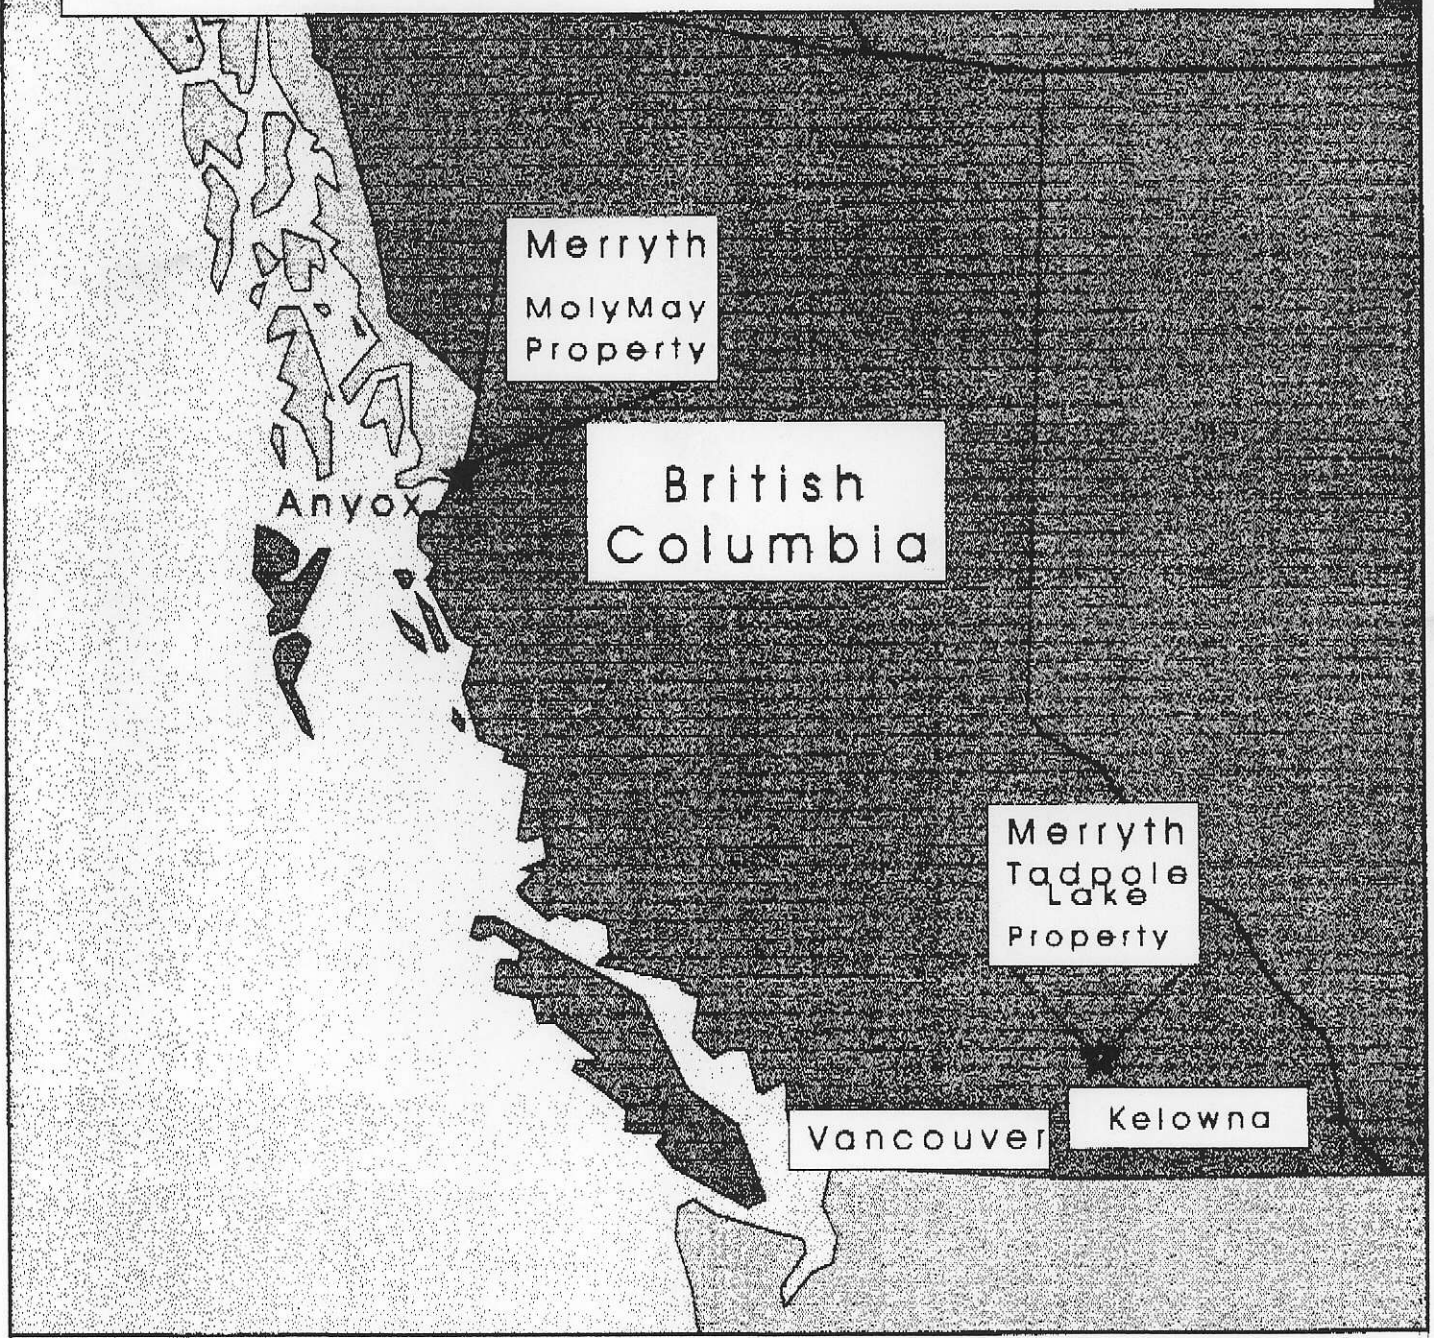 Merryth
MolyMay
Property
British
Columbia
Anyox
Merryth
Tadpole
Lake
Property
Kelowna
Vancouver